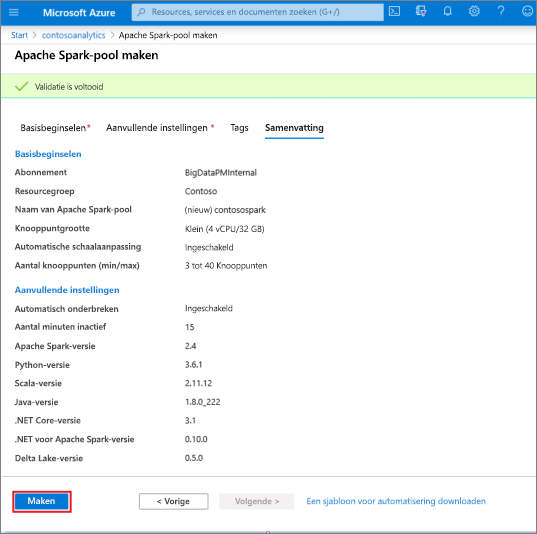 Microsoft Azure
Resources, services en documenten zoeken (G+/)
Start > contosoanalytics > Apache Spark-pool maken
Apache Spark-pool maken
Validatie is voltooid
Basisbeginselen* Aanvullende instellingen * Tags Samenvatting
Basisbeginselen
Abonnement BigDataPMInternal
Resourcegroep Contoso
Naam van Apache Spark-pool (nieuw) contosospark
Knooppuntgrootte Klein (4 vCPU/32 GB)
Automatische schaalaanpassing Ingeschakeld
Aantal knooppunten (min/max) 3 tot 40 Knooppunten
Aanvullende instellingen
Automatisch onderbreken Ingeschakeld
Aantal minuten inactief 15
Apache Spark-versie 2.4
Python-versie 3.6.1
Scala-versie 2.11.12
Java-versie 1.8.0_222
.NET Core-versie 3.1
.NET voor Apache Spark-versie 0.10.0
Delta Lake-versie 0.5.0
Maken < Vorige Volgende > Een sjabloon voor automatisering downloaden